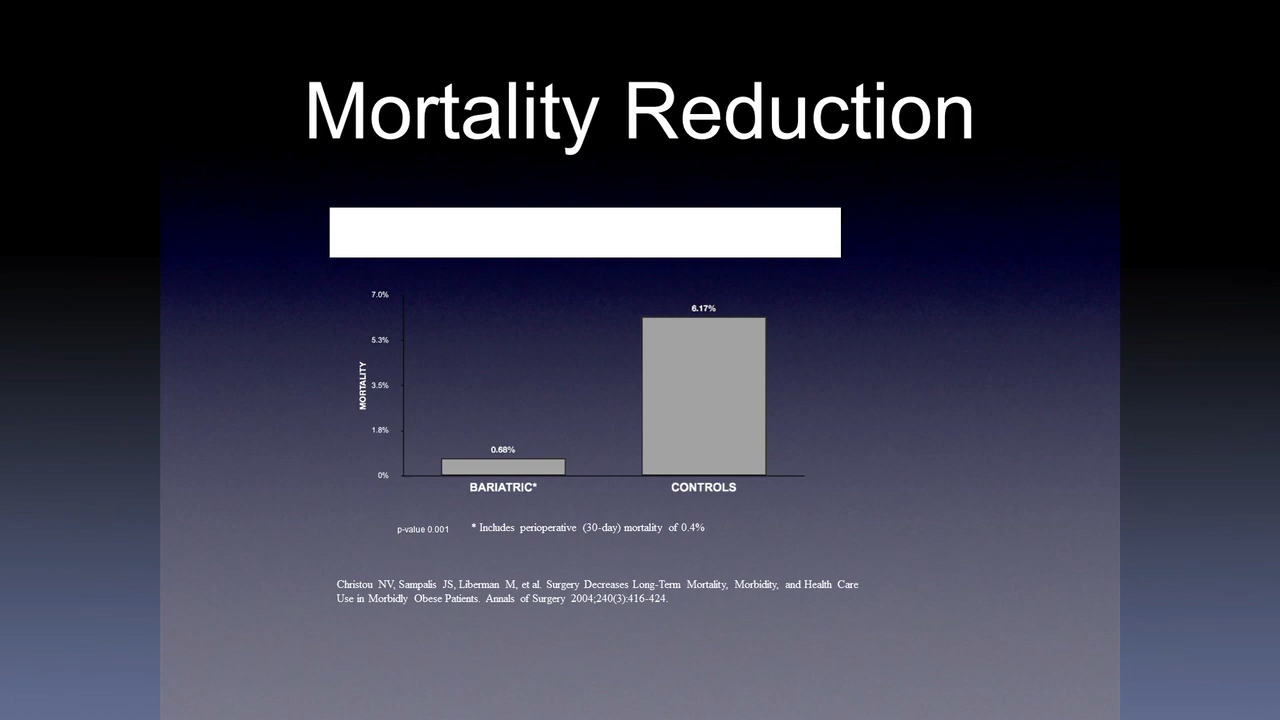 Mortality Reduction
7.0%
5.3%
3.5%
1.8%
0%
MORTALITY
0.68%
6.17%
BARIATRIC*
CONTROLS
p-value 0.001
* Includes perioperative (30-day) mortality of 0.4%
Christou NV, Sampalis JS, Liberman M, et al. Surgery Decreases Long-Term Mortality, Morbidity, and Health Care
Use in Morbidly Obese Patients. Annals of Surgery 2004;240(3):416-424.